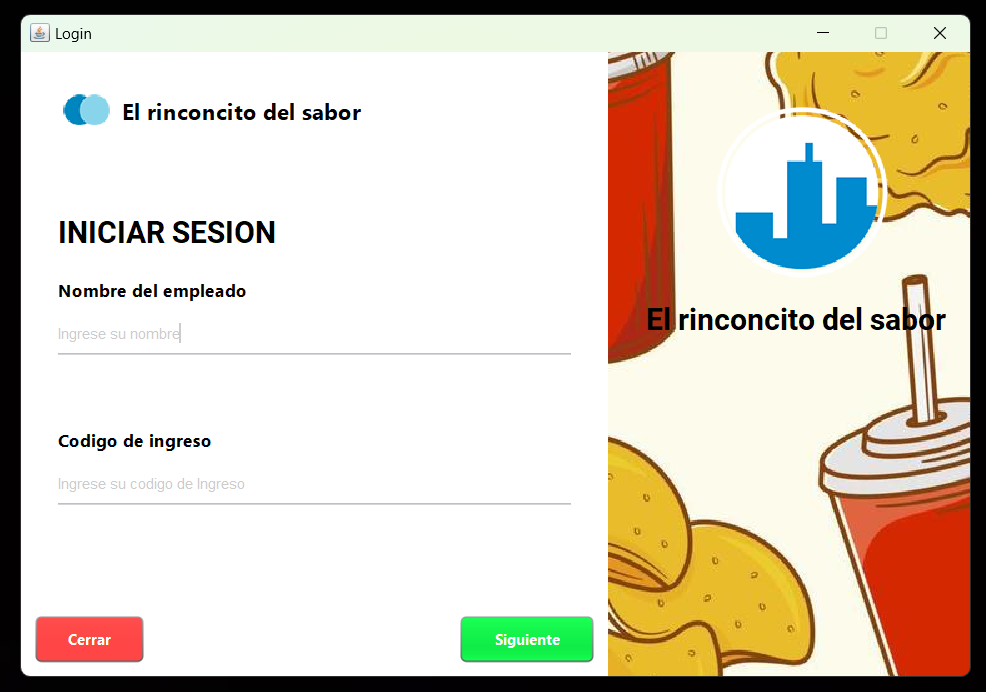 Login
El rinconcito del sabor
INICIAR SESION
Nombre del empleado
Ingrese su nombre
Codigo de ingreso
Ingrese su codigo de Ingreso
Cerrar
Siguiente
El rinconcito del sabor